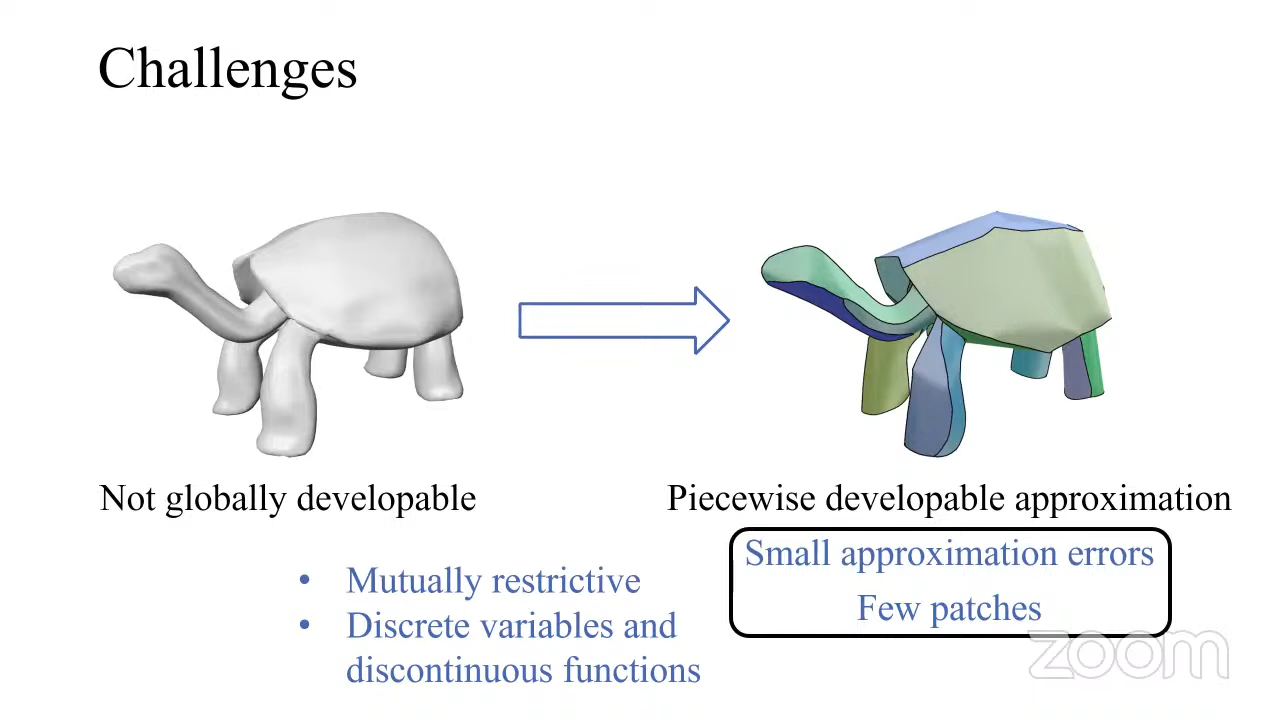 Challenges
Not globally developable
Piecewise developable approximation
Small approximation errors
Few patches
• Mutually restrictive
• Discrete variables and
discontinuous functions
zoom